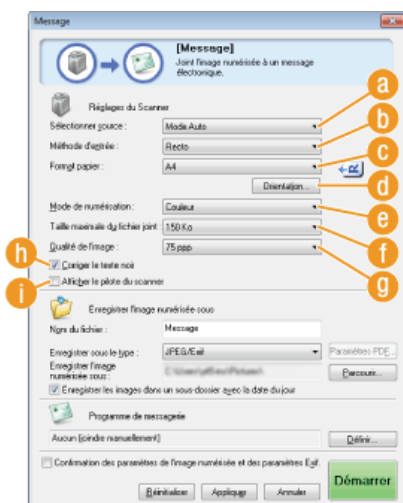 Message
[Message]
Joint l'image numérisée à un message
électronique.
Réglages du Scanner
Sélectionner source : Mode Auto
a
Méthode d'entrée : Recto
b
Format papier : A4
c
Orientation...
d
Mode de numérisation : Couleur
e
Taille maximale du fichier joint : 150 Ko
f
Qualité de l'image : 75 ppp
g
h
Corriger le texte noir
i
Afficher le pilote du scanner
Enregistrer l'image numérisée sous
Nom du fichier : Message
Enregistrer sous le type : JPEG/Exif Paramètres PDF...
Enregistrer l'image
numérisée sous : Parcourir...
Enregistrer les images dans un sous-dossier avec la date du jour
Programme de messagerie
Aucun (joindre manuellement) Définir...
Confirmation des paramètres de l'image numérisée et des paramètres Exif
Réinitialiser Appliquer Annuler Démarrer